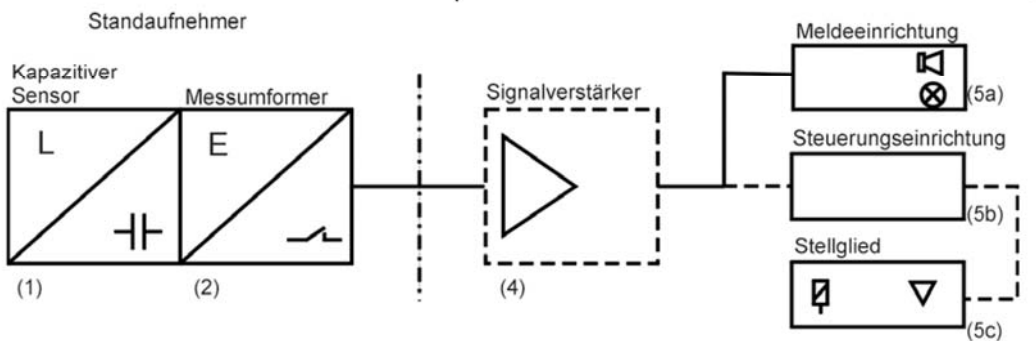 Standaufnehmer
Kapazitiver
Sensor
Messumformer
L
E
(1)
(2)
Signalverstärker
(4)
Meldeeinrichtung
(5a)
Steuerungseinrichtung
(5b)
Stellglied
(5c)